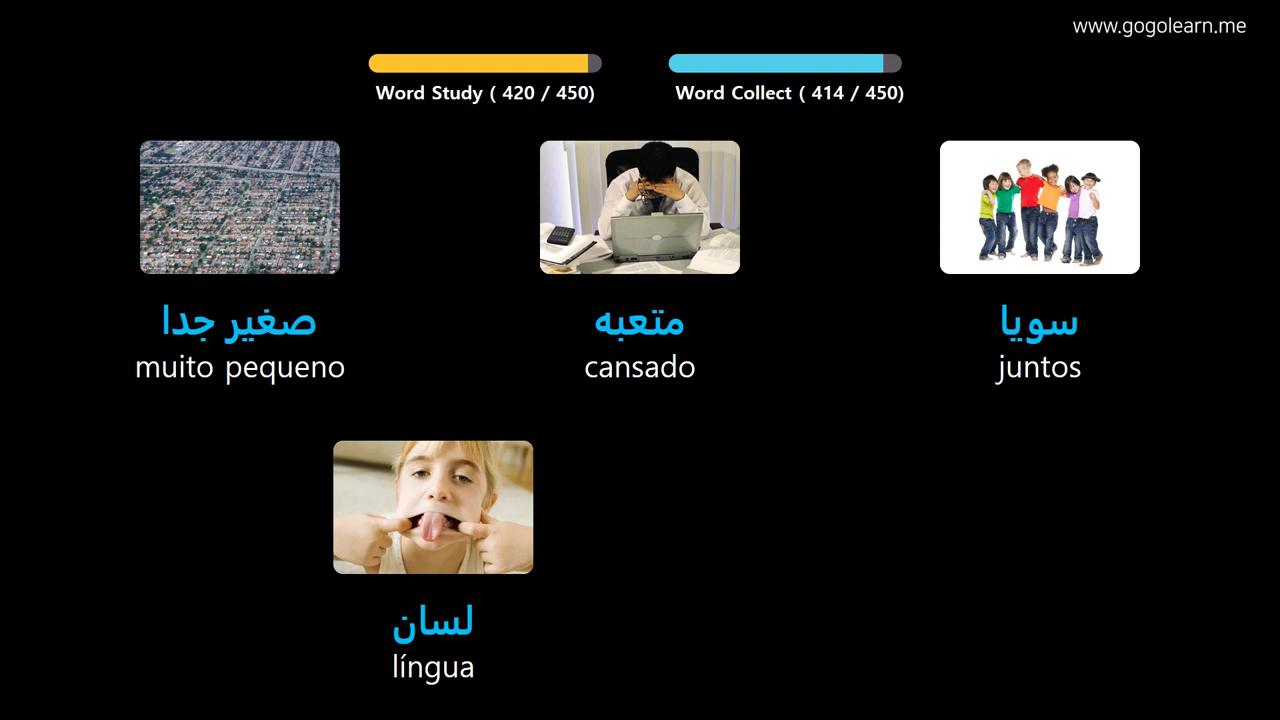 www.gogolearn.me
Word Study ( 420 / 450)
Word Collect ( 414 / 450)
صغير جدا
muito pequeno
متعبه
cansado
سويا
juntos
لسان
língua